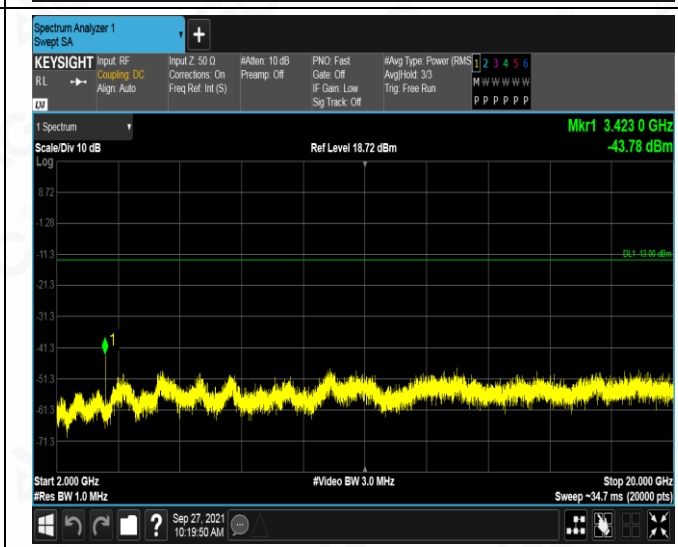 Spectrum Analyzer 1
Swept SA
+
KEYSIGHT Input: RF Input Z: 50 Ω #Atten: 10 dB PNO: Fast #Avg Type: Power (RMS 1 2 3 4 5 6
RL Coupling: DC Corrections: On Preamp: Off Gate: Off Avg|Hold: 3/3 M W W W W W
Align: Auto Freq Ref: Int (S) IF Gain: Low Trig: Free Run
Sig Track: Off P P P P P P
LXI
1 Spectrum Mkr1 3.423 0 GHz
Scale/Div 10 dB Ref Level 18.72 dBm -43.78 dBm
Log
8.72
-1.28
-11.3
DL1 -13.00 dBm
-21.3
-31.3
1
-41.3
-51.3
-61.3
-71.3
Start 2.000 GHz #Video BW 3.0 MHz Stop 20.000 GHz
#Res BW 1.0 MHz Sweep ~34.7 ms (20000 pts)
? Sep 27, 2021
10:19:50 AM